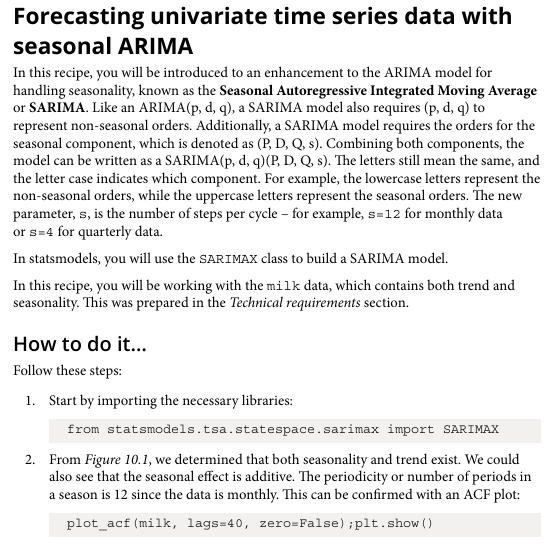 Forecasting univariate time series data with
seasonal ARIMA
In this recipe, you will be introduced to an enhancement to the ARIMA model for
handling seasonality, known as the Seasonal Autoregressive Integrated Moving Average
or SARIMA. Like an ARIMA(p, d, q), a SARIMA model also requires (p, d, q) to
represent non-seasonal orders. Additionally, a SARIMA model requires the orders for the
seasonal component, which is denoted as (P, D, Q, s). Combining both components, the
model can be written as a SARIMA(p, d, q)(P, D, Q, s). The letters still mean the same, and
the letter case indicates which component. For example, the lowercase letters represent the
non-seasonal orders, while the uppercase letters represent the seasonal orders. The new
parameter, s, is the number of steps per cycle – for example, s=12 for monthly data
or s=4 for quarterly data.
In statsmodels, you will use the SARIMAX class to build a SARIMA model.
In this recipe, you will be working with the milk data, which contains both trend and
seasonality. This was prepared in the Technical requirements section.
How to do it...
Follow these steps:
1. Start by importing the necessary libraries:
from statsmodels.tsa.statespace.sarimax import SARIMAX
2. From Figure 10.1, we determined that both seasonality and trend exist. We could
also see that the seasonal effect is additive. The periodicity or number of periods in
a season is 12 since the data is monthly. This can be confirmed with an ACF plot:
plot_acf(milk, lags=40, zero=False);plt.show()